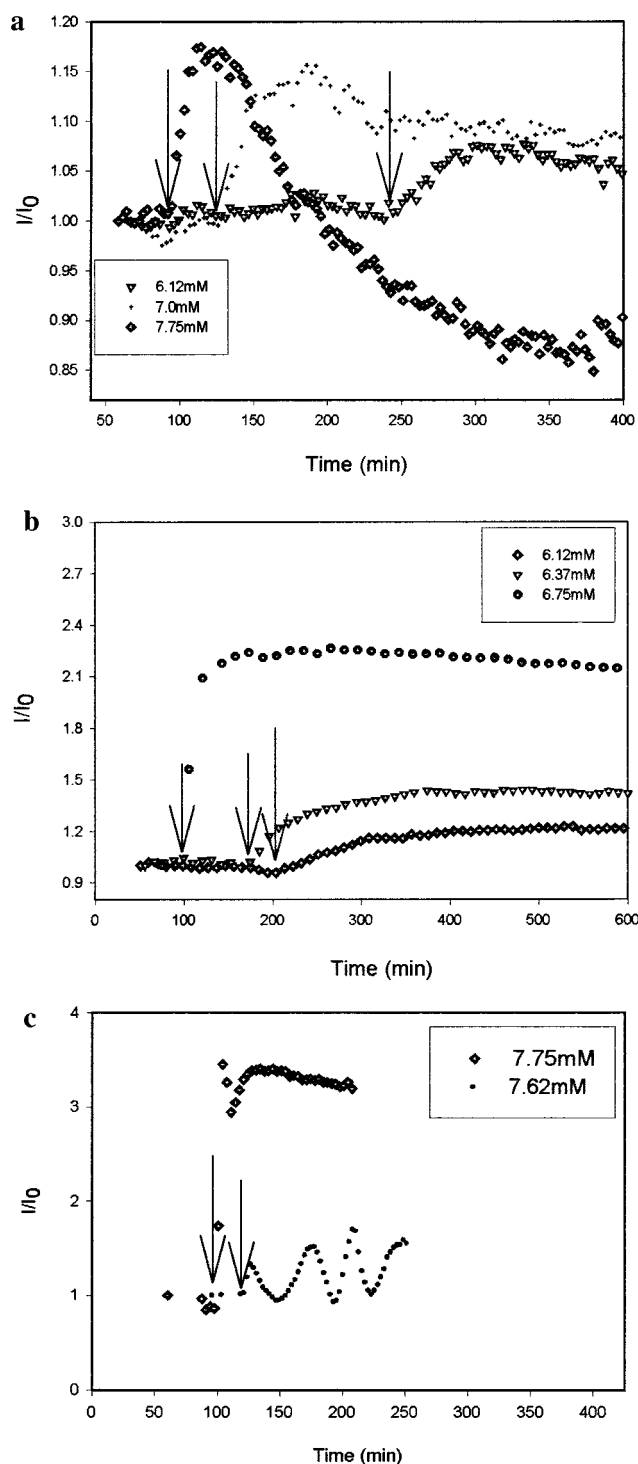 a
1.20
1.15
1.10
1.05
1.00
0.95
0.90
0.85
I/I0
6.12mM
7.0mM
7.75mM
50 100 150 200 250 300 350 400
Time (min)
b
3.0
2.7
2.4
2.1
1.8
1.5
1.2
0.9
I/I0
6.12mM
6.37mM
6.75mM
0 100 200 300 400 500 600
Time (min)
c
4
3
2
1
0
I/I0
7.75mM
7.62mM
0 50 100 150 200 250 300 350 400
Time (min)